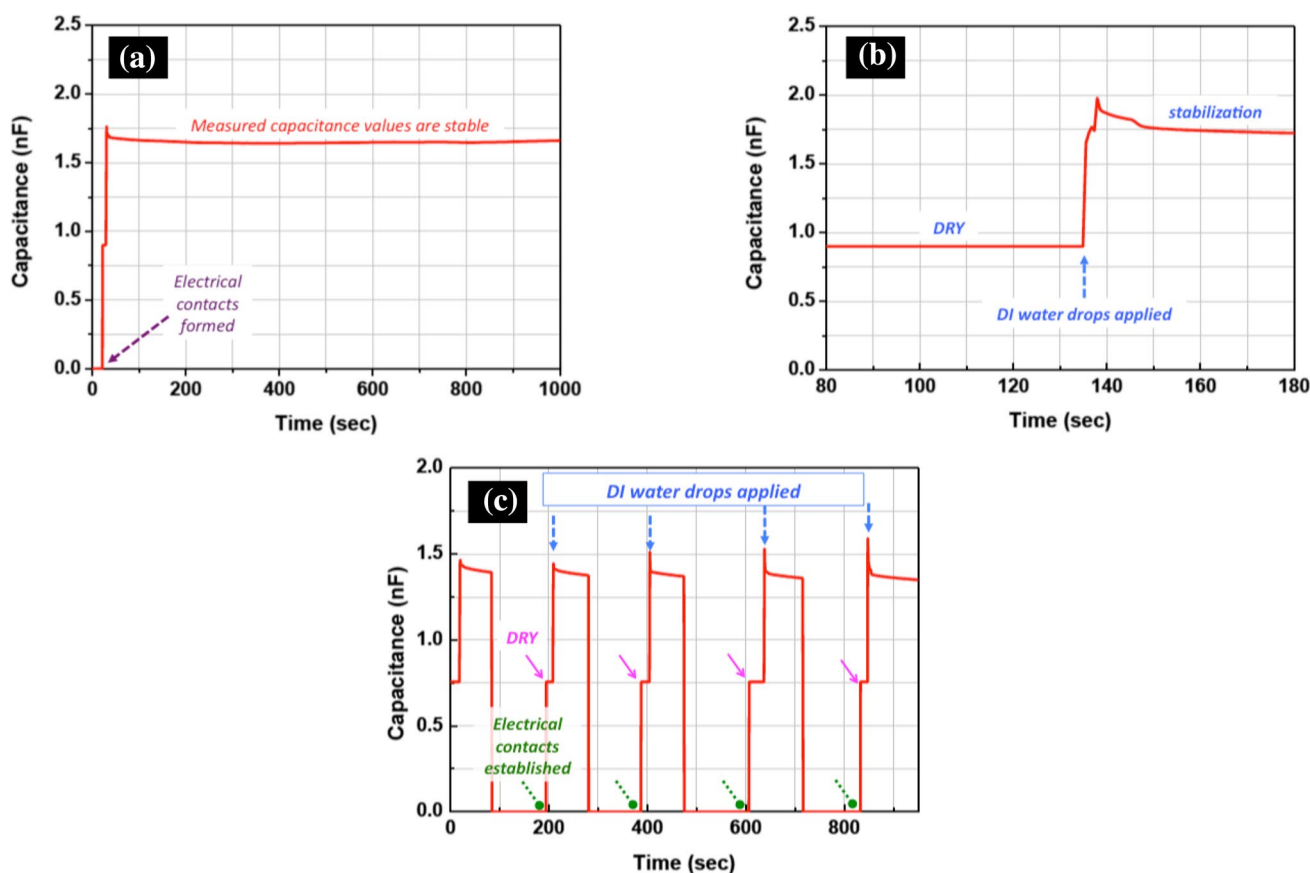 (a)
Capacitance (nF)
2.5
2.0
1.5
1.0
0.5
0.0
Measured capacitance values are stable
Electrical
contacts
formed
0 200 400 600 800 1000
Time (sec)
(b)
Capacitance (nF)
2.5
2.0
1.5
1.0
0.5
0.0
stabilization
DRY
DI water drops applied
80 100 120 140 160 180
Time (sec)
(c)
Capacitance (nF)
2.0
1.5
1.0
0.5
0.0
DI water drops applied
DRY
Electrical
contacts
established
0 200 400 600 800
Time (sec)